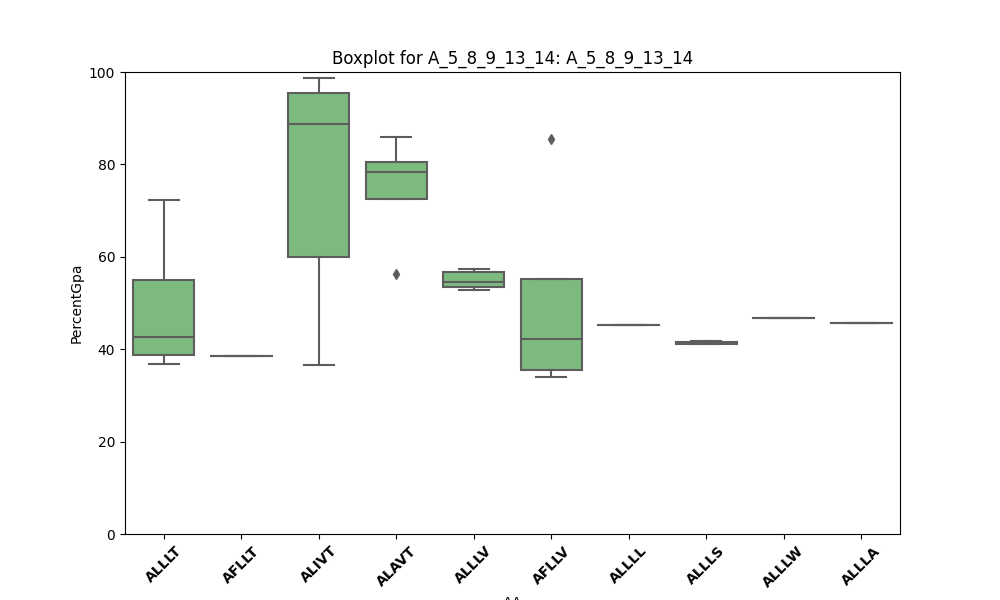 Boxplot for A_5_8_9_13_14: A_5_8_9_13_14
100
80
60
40
20
0
PercentGpa
ALLLT AFLLT ALIVT ALAVT ALLLV AFLLV ALLLL ALLLS ALLLW ALLLA